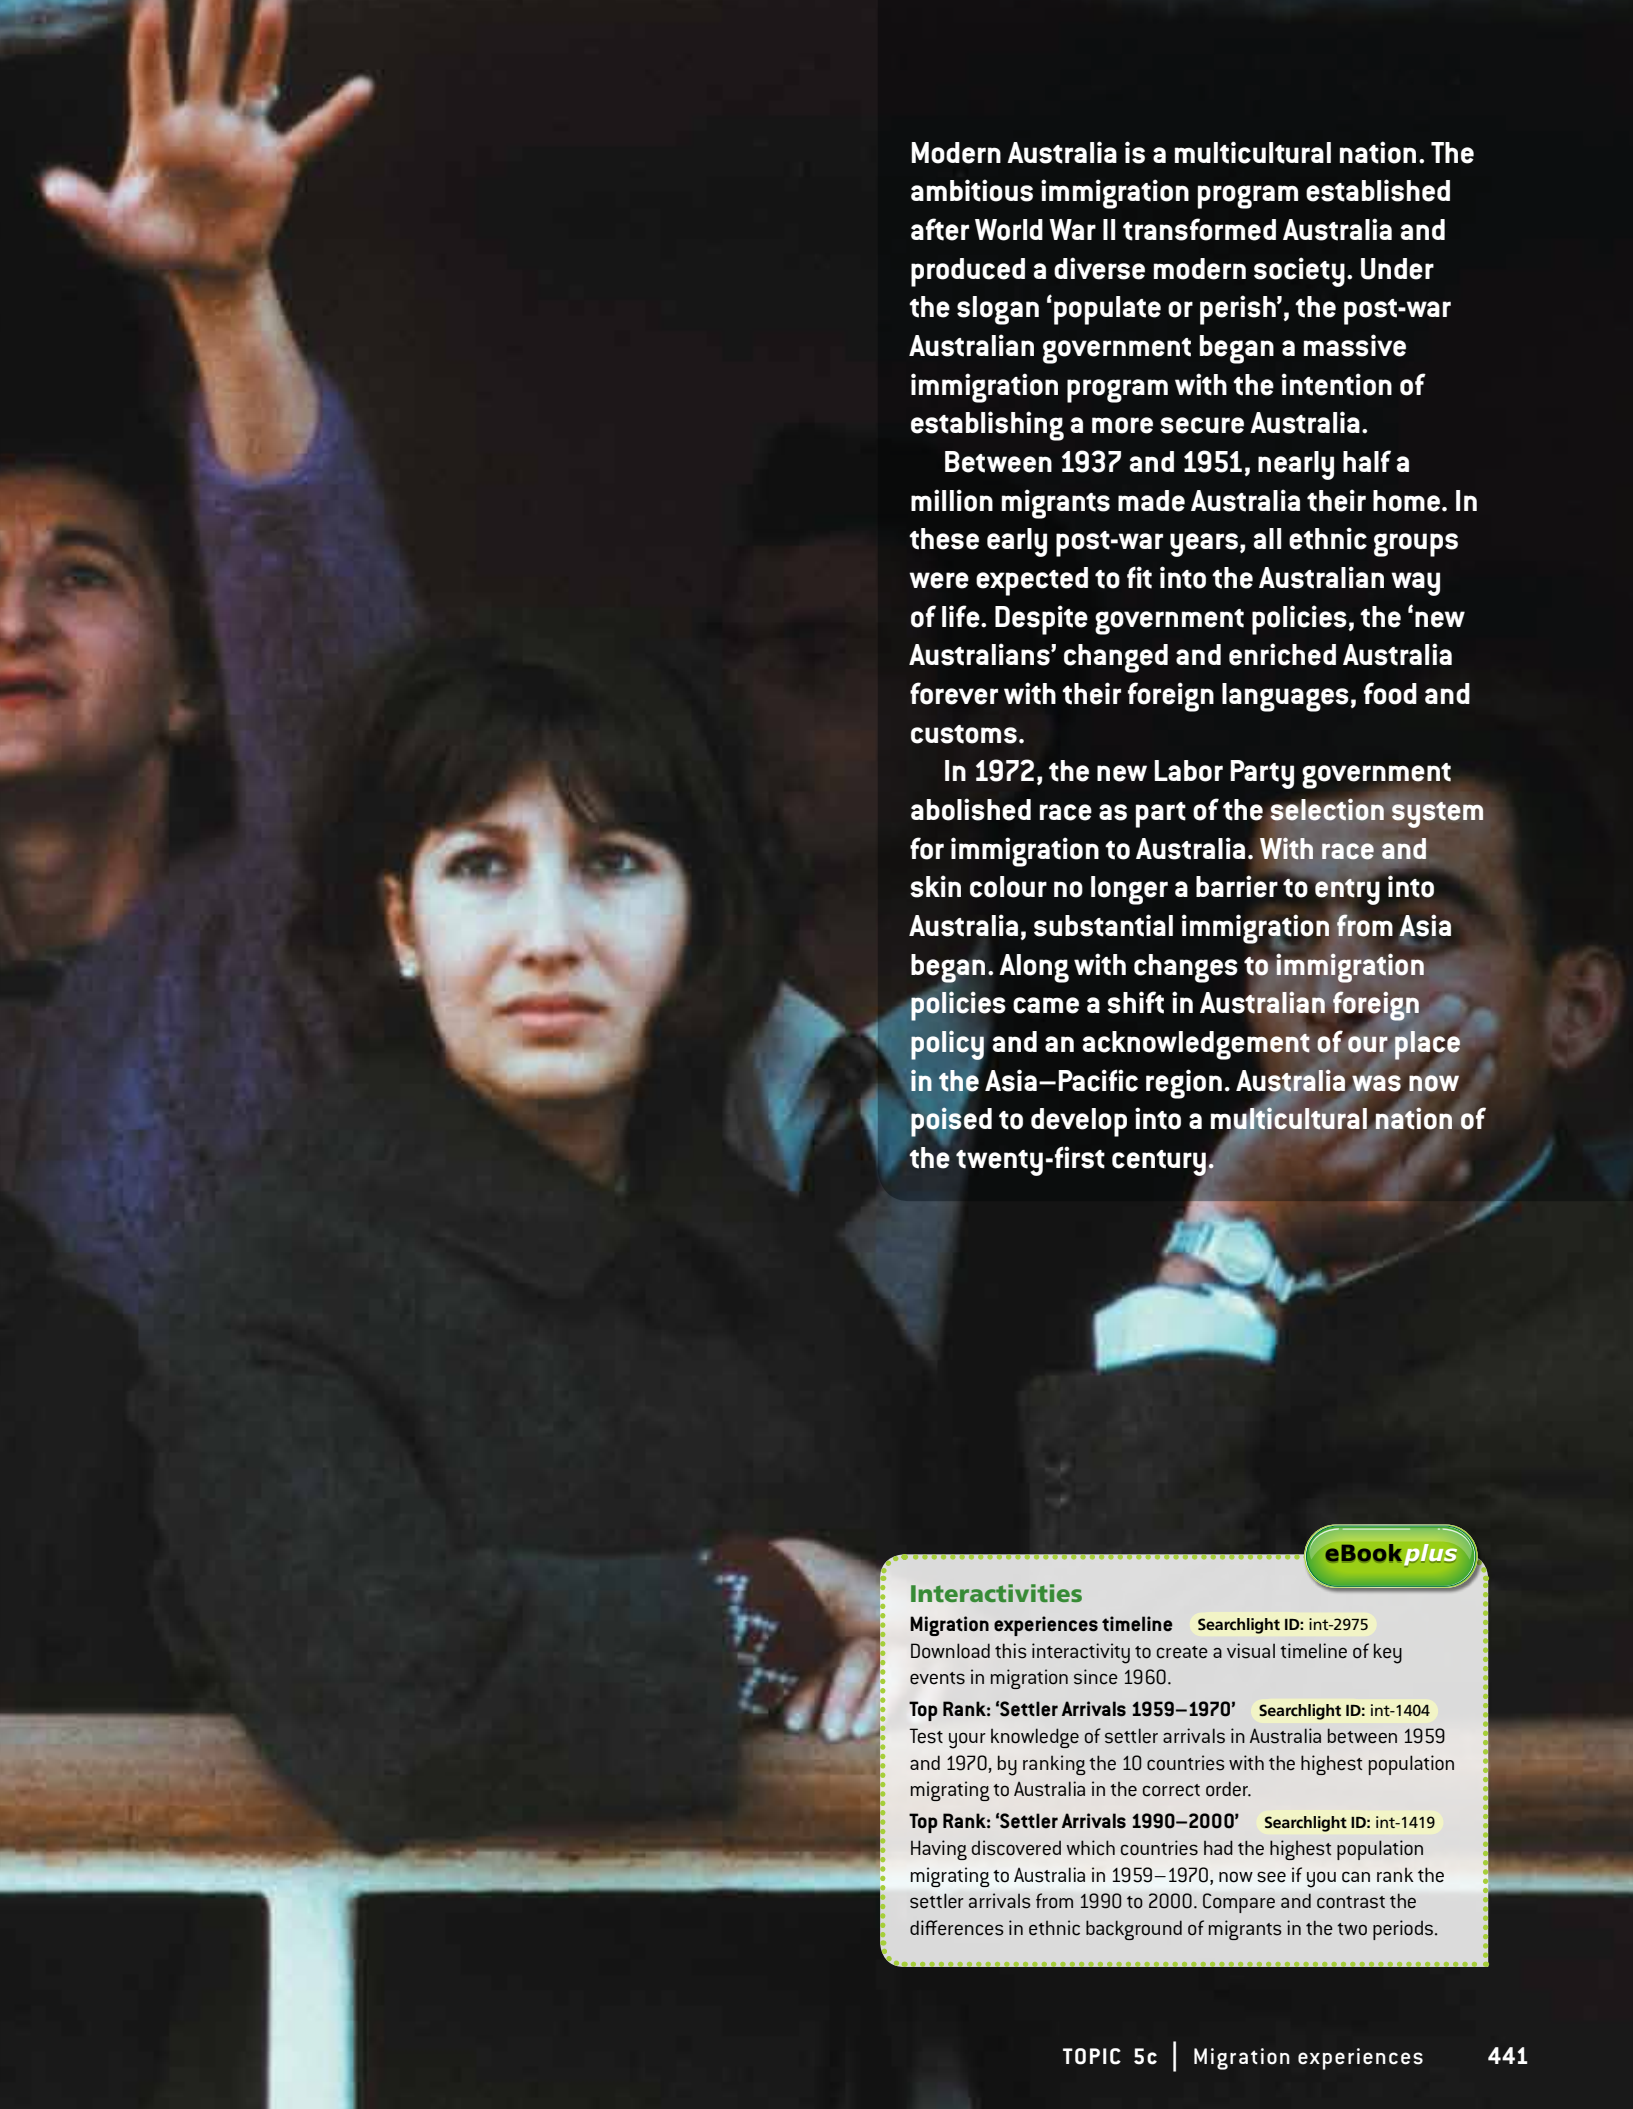 Modern Australia is a multicultural nation. The
ambitious immigration program established
after World War II transformed Australia and
produced a diverse modern society. Under
the slogan ‘populate or perish’, the post-war
Australian government began a massive
immigration program with the intention of
establishing a more secure Australia.
Between 1937 and 1951, nearly half a
million migrants made Australia their home. In
these early post-war years, all ethnic groups
were expected to fit into the Australian way
of life. Despite government policies, the ‘new
Australians’ changed and enriched Australia
forever with their foreign languages, food and
customs.
In 1972, the new Labor Party government
abolished race as part of the selection system
for immigration to Australia. With race and
skin colour no longer a barrier to entry into
Australia, substantial immigration from Asia
began. Along with changes to immigration
policies came a shift in Australian foreign
policy and an acknowledgement of our place
in the Asia–Pacific region. Australia was now
poised to develop into a multicultural nation of
the twenty-first century.
eBookplus
Interactivities
Migration experiences timeline Searchlight ID: int-2975
Download this interactivity to create a visual timeline of key
events in migration since 1960.
Top Rank: ‘Settler Arrivals 1959–1970’ Searchlight ID: int-1404
Test your knowledge of settler arrivals in Australia between 1959
and 1970, by ranking the 10 countries with the highest population
migrating to Australia in the correct order.
Top Rank: ‘Settler Arrivals 1990–2000’ Searchlight ID: int-1419
Having discovered which countries had the highest population
migrating to Australia in 1959–1970, now see if you can rank the
settler arrivals from 1990 to 2000. Compare and contrast the
differences in ethnic background of migrants in the two periods.
TOPIC 5c | Migration experiences 441